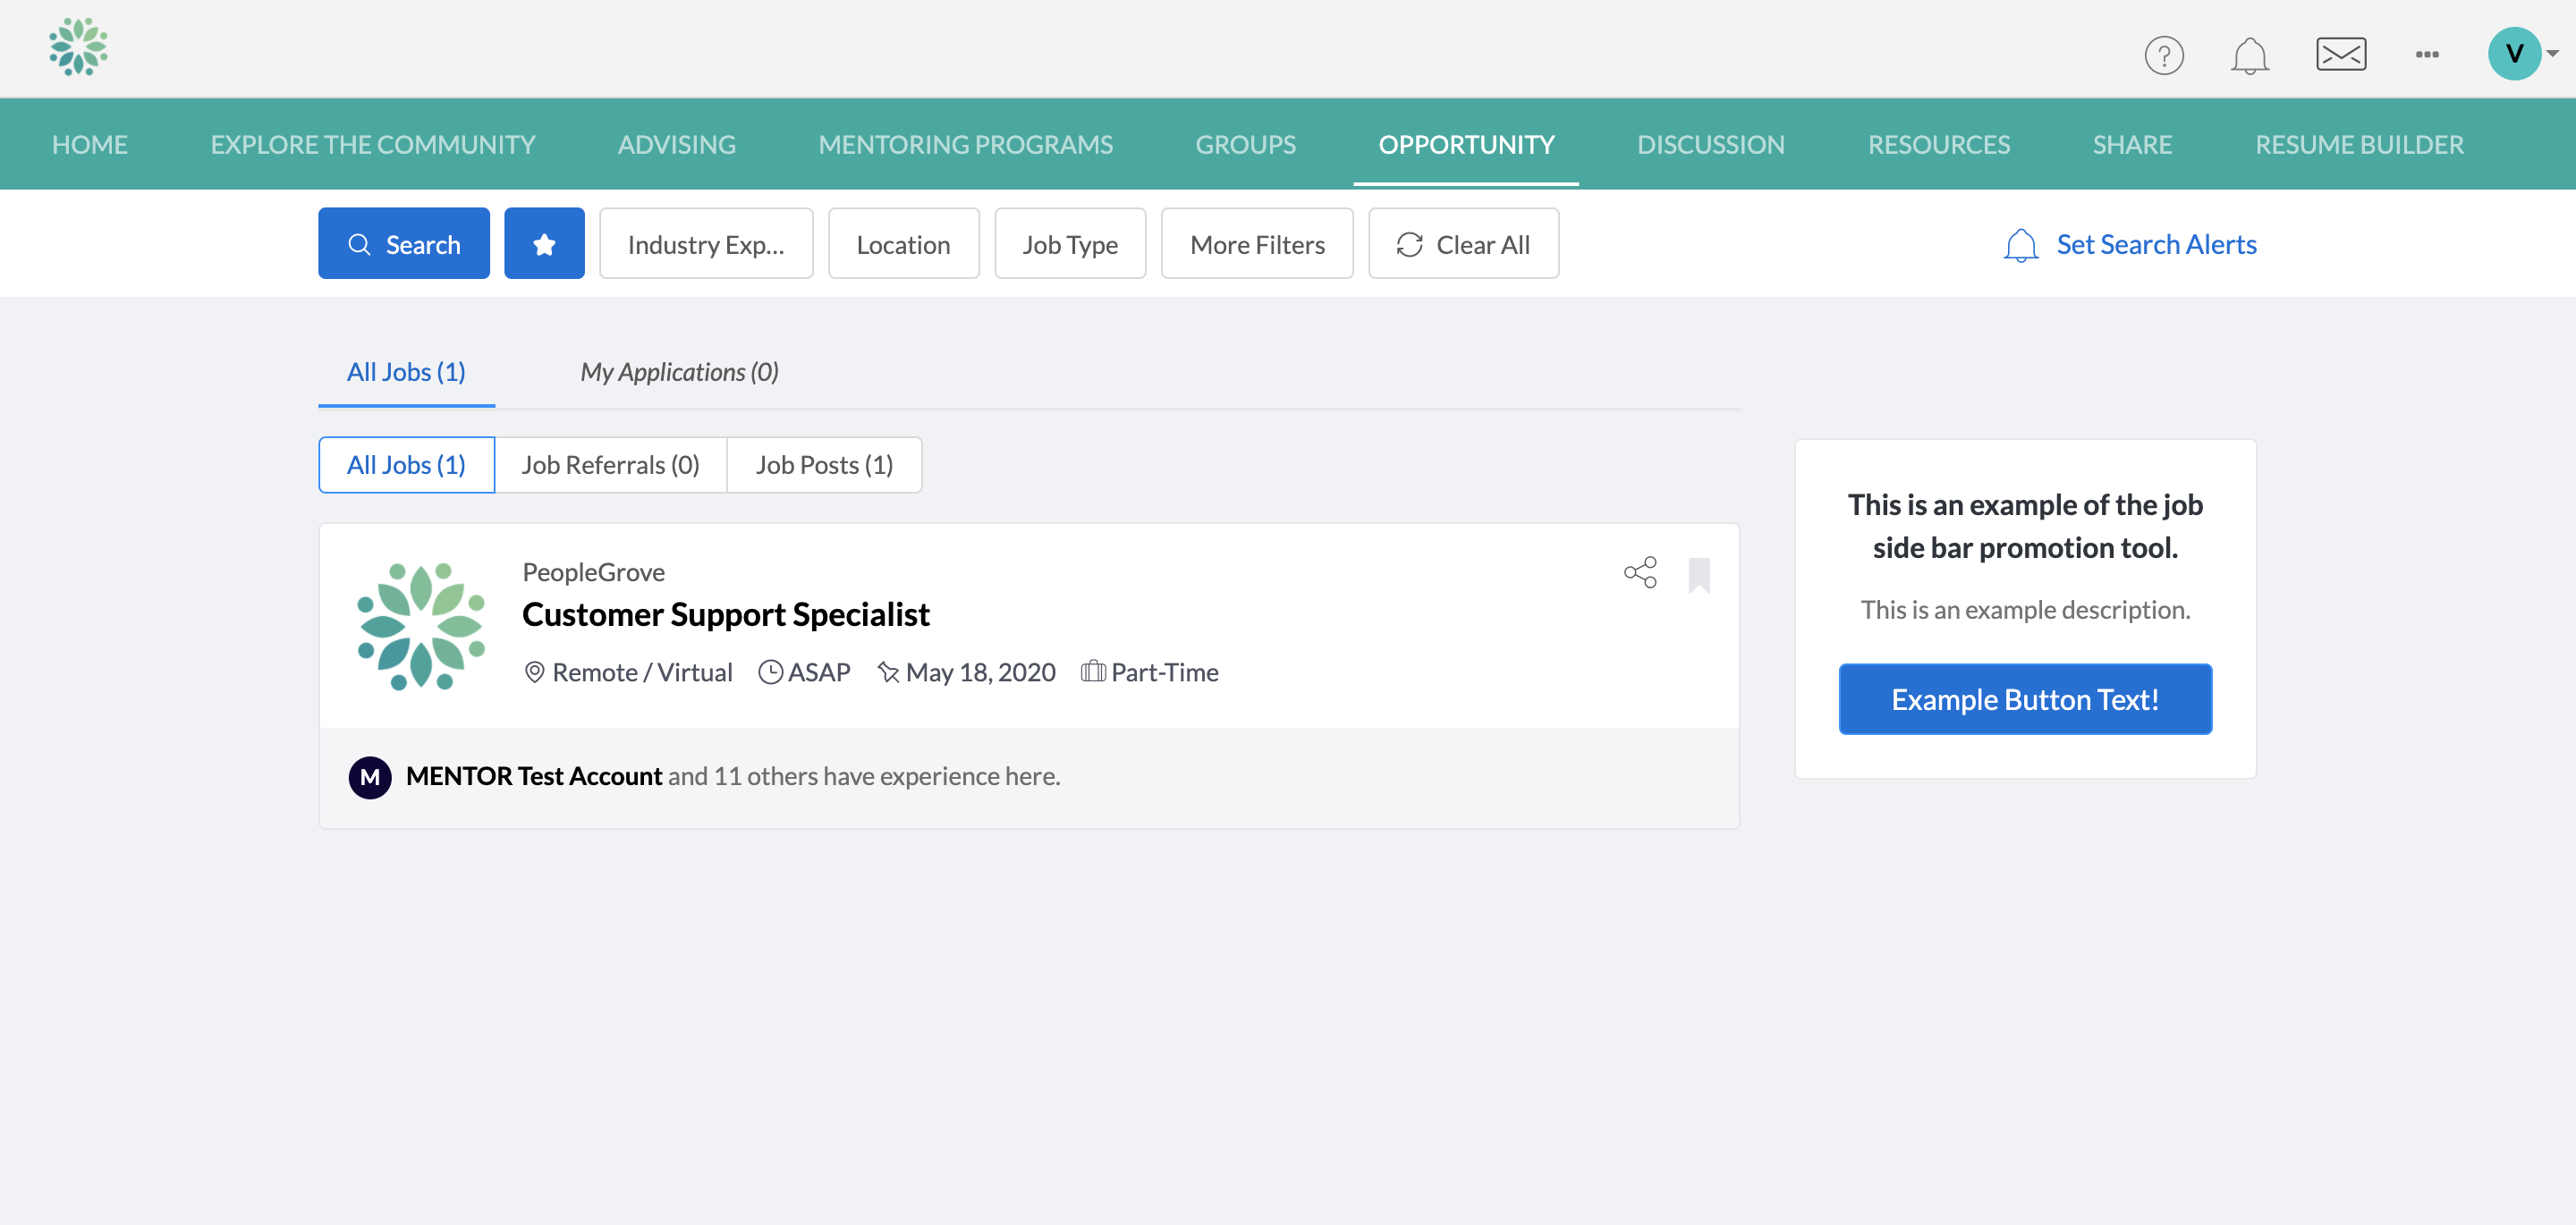 V
HOME EXPLORE THE COMMUNITY ADVISING MENTORING PROGRAMS GROUPS OPPORTUNITY DISCUSSION RESOURCES SHARE RESUME BUILDER
Search Industry Exp... Location Job Type More Filters Clear All Set Search Alerts
All Jobs (1) My Applications (0)
All Jobs (1) Job Referrals (0) Job Posts (1)
PeopleGrove
Customer Support Specialist
Remote / Virtual ASAP May 18, 2020 Part-Time
M MENTOR Test Account and 11 others have experience here.
This is an example of the job
side bar promotion tool.
This is an example description.
Example Button Text!